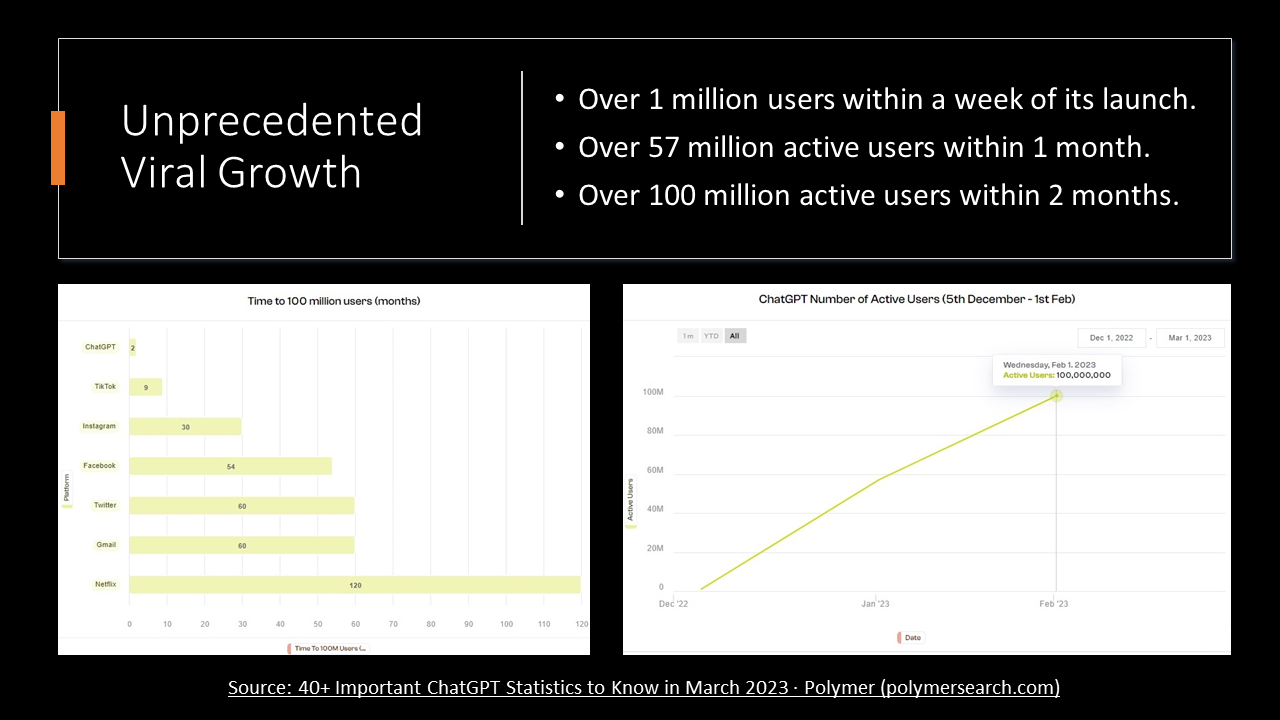 Unprecedented
Viral Growth
• Over 1 million users within a week of its launch.
• Over 57 million active users within 1 month.
• Over 100 million active users within 2 months.
Time to 100 million users (months)
Platform
ChatGPT 2
TikTok 9
Instagram 30
Facebook 54
Twitter 60
Gmail 60
Netflix 120
0 10 20 30 40 50 60 70 80 90 100 110 120
Time To 100M Users (...
ChatGPT Number of Active Users (5th December - 1st Feb)
1m YTD All
Dec 1, 2022 - Mar 1, 2023
Wednesday, Feb 1. 2023
Active Users: 100,000,000
Active Users
100M
80M
60M
40M
20M
0
Dec '22 Jan '23 Feb '23
Date
Source: 40+ Important ChatGPT Statistics to Know in March 2023 · Polymer (polymersearch.com)